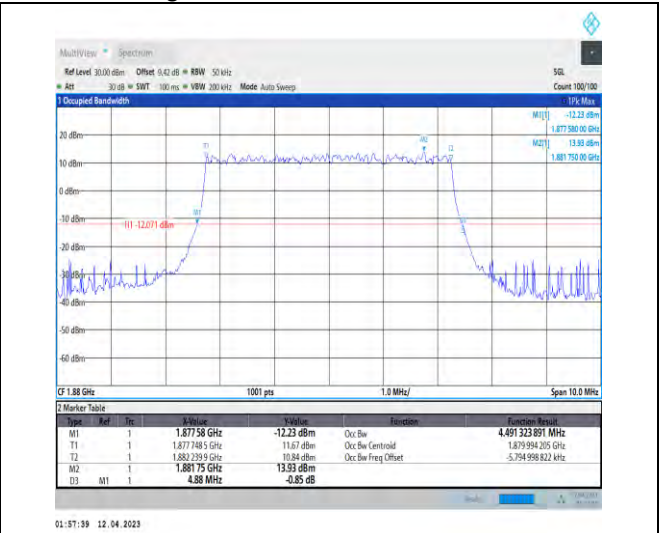 MultiView Spectrum
Ref Level 30.00 dBm Offset 9.42 dB RBW 50 kHz SGL
Att 30 dB SWT 100 ms VBW 200 kHz Mode Auto Sweep Count 100/100
1 Occupied Bandwidth 1Pk Max
M1[1] -12.23 dBm
1.877 580 00 GHz
M2[1] 13.93 dBm
1.881 750 00 GHz
20 dBm
M2
T1
10 dBm
0 dBm
-10 dBm
M1
H1 -12.071 dBm
-20 dBm
-30 dBm
-40 dBm
-50 dBm
-60 dBm
CF 1.88 GHz 1001 pts 1.0 MHz/ Span 10.0 MHz
2 Marker Table
Type Ref Trc X-Value Y-Value Function Function Result
M1 1 1.877 58 GHz -12.23 dBm Occ Bw 4.491 323 891 MHz
T1 1 1.877 748 5 GHz 11.67 dBm Occ Bw Centroid 1.879 994 205 GHz
T2 1 1.882 239 9 GHz 10.84 dBm Occ Bw Freq Offset -5.794 998 822 kHz
M2 1 1.881 75 GHz 13.93 dBm
D3 M1 1 4.88 MHz -0.85 dB
01:57:39 12.04.2023